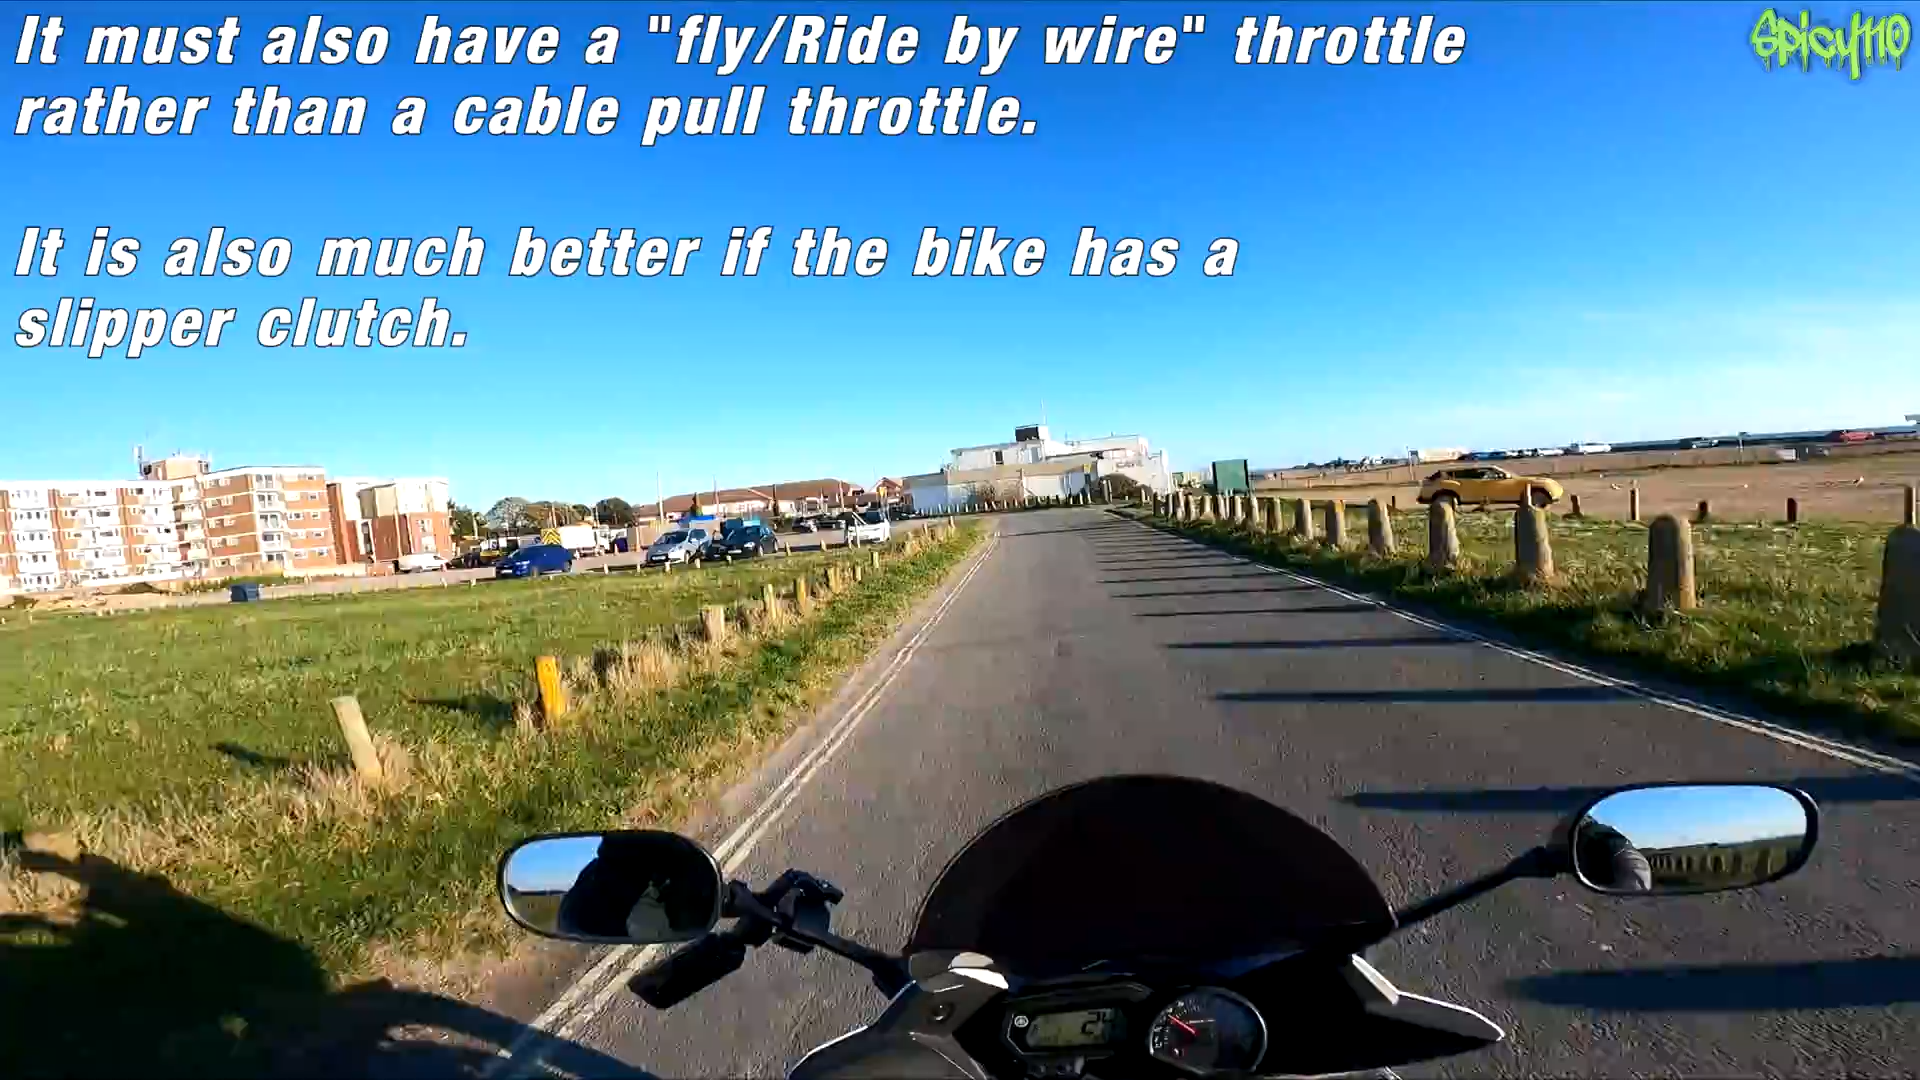 It must also have a "fly/Ride by wire" throttle
rather than a cable pull throttle.
It is also much better if the bike has a
slipper clutch.
Spicy110
24